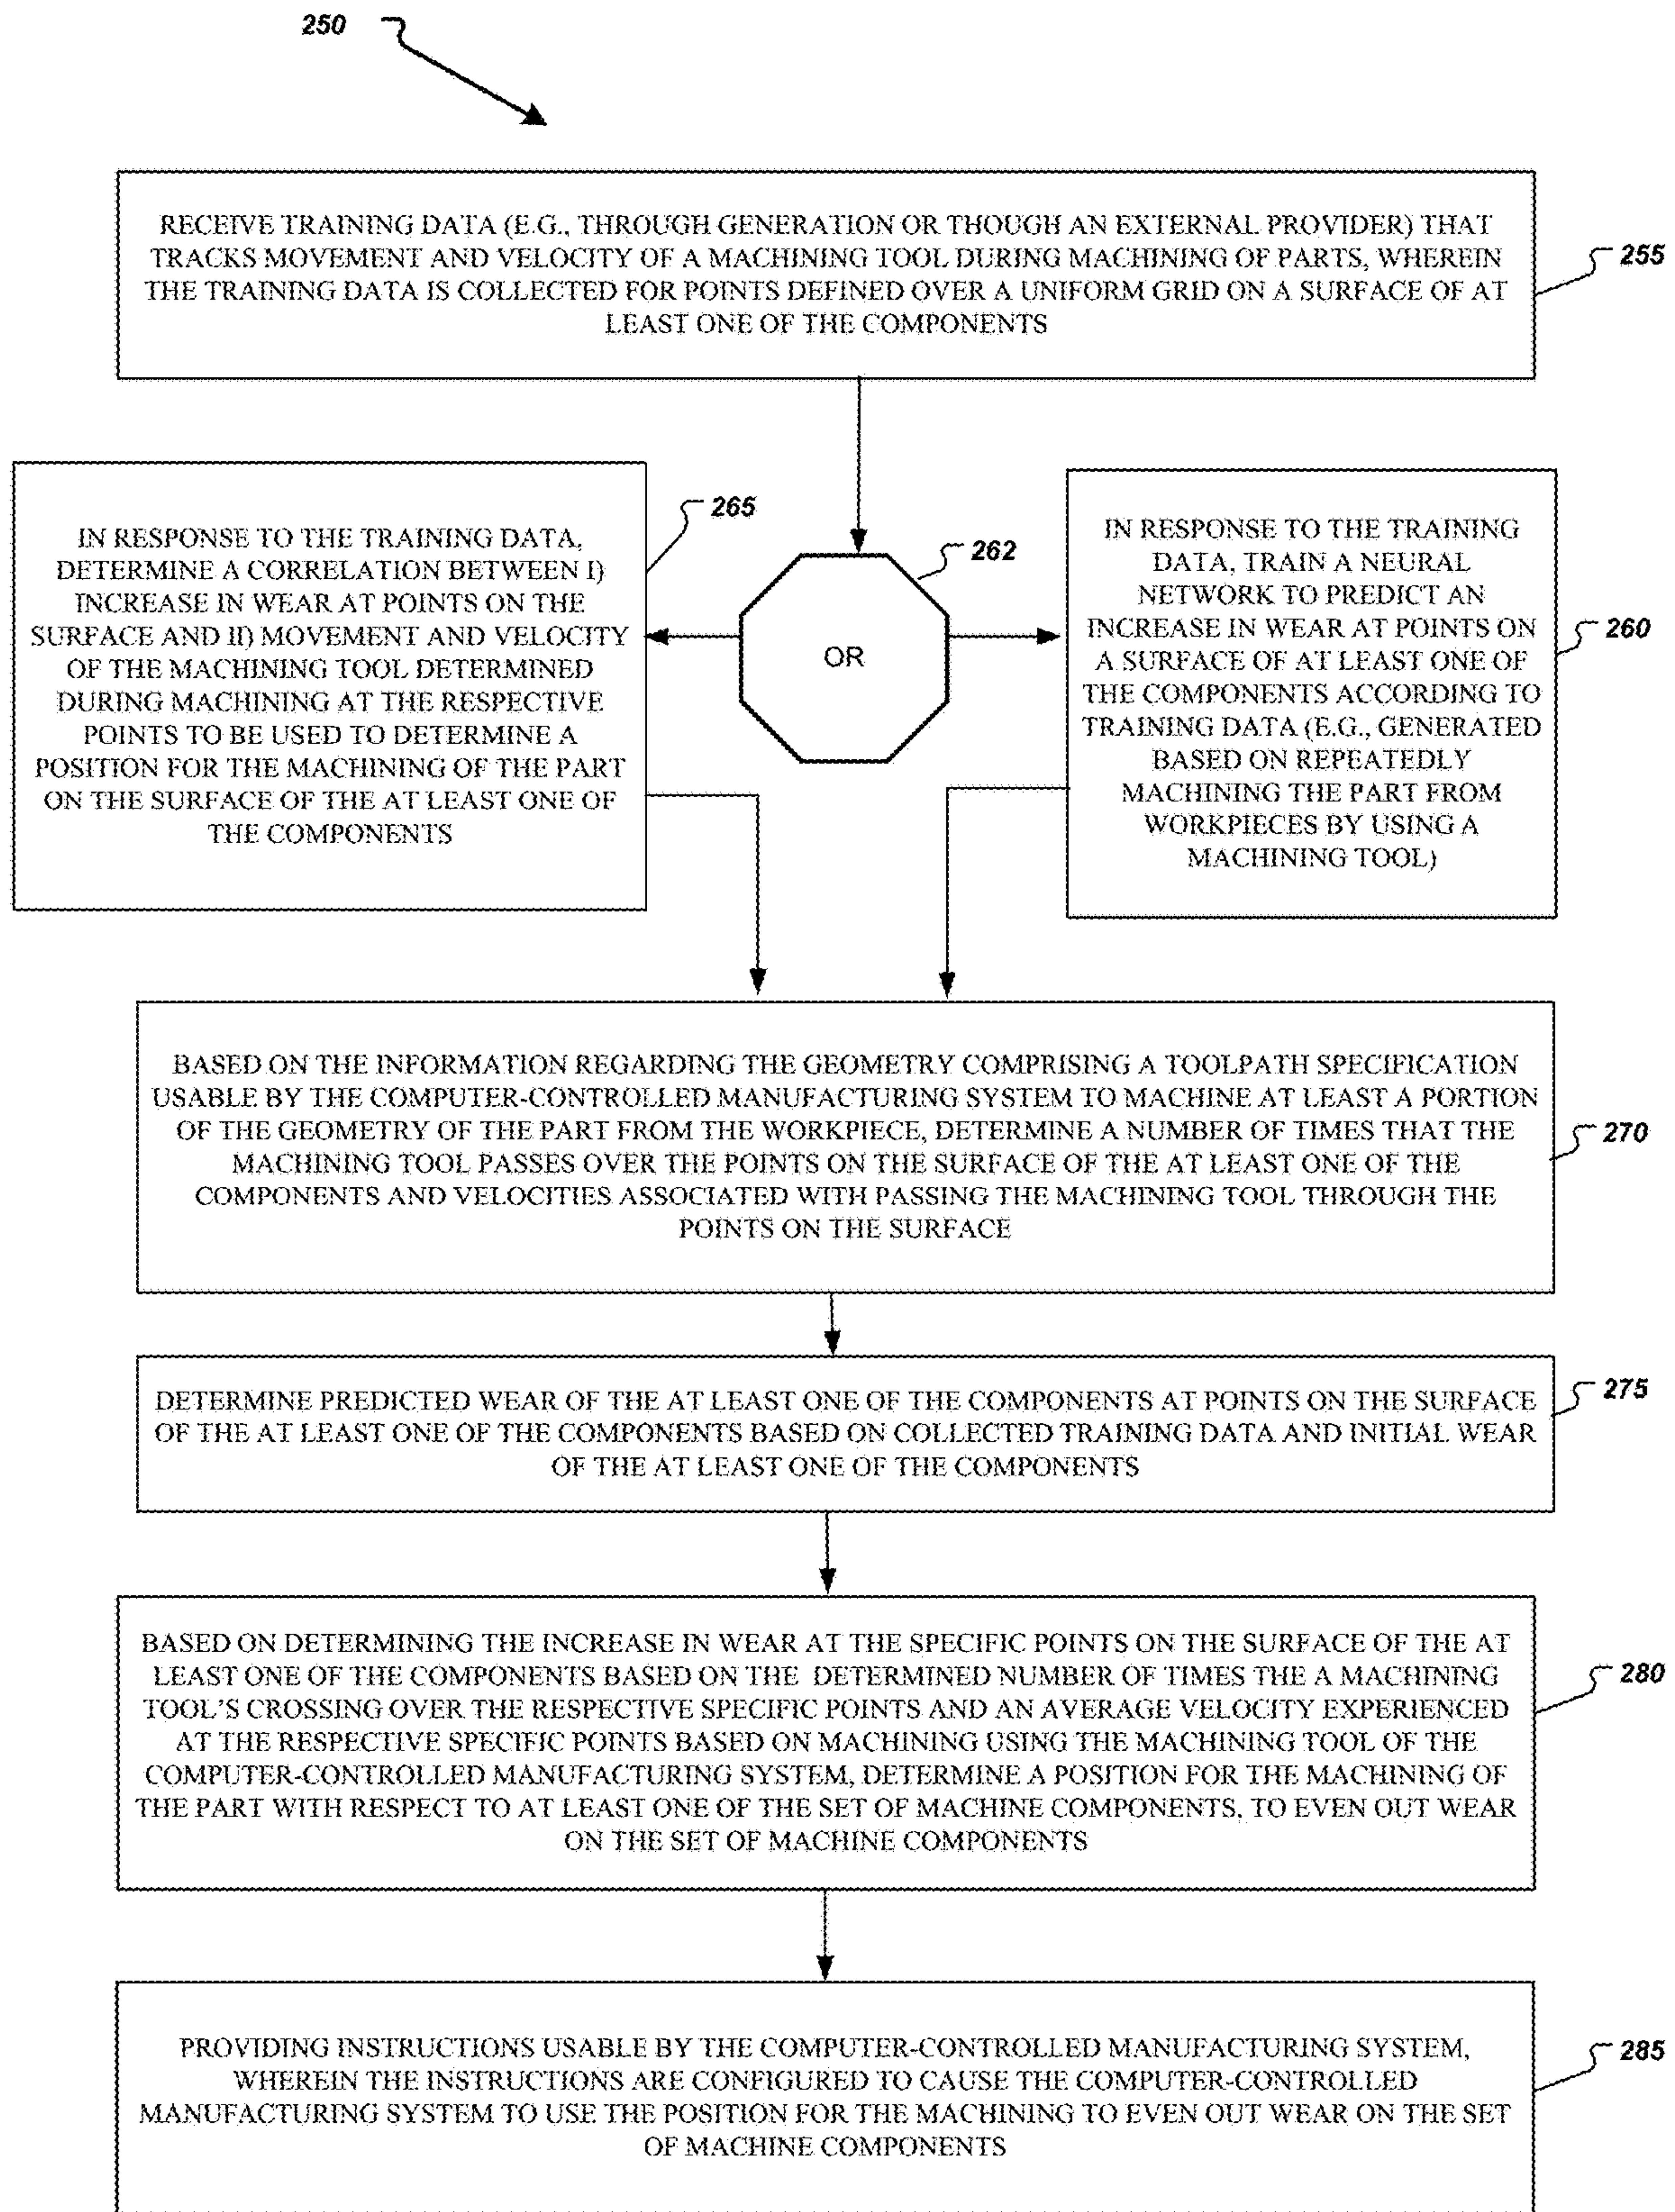 250
RECEIVE TRAINING DATA (E.G., THROUGH GENERATION OR THOUGH AN EXTERNAL PROVIDER) THAT
TRACKS MOVEMENT AND VELOCITY OF A MACHINING TOOL DURING MACHINING OF PARTS, WHEREIN
THE TRAINING DATA IS COLLECTED FOR POINTS DEFINED OVER A UNIFORM GRID ON A SURFACE OF AT
LEAST ONE OF THE COMPONENTS
255
IN RESPONSE TO THE TRAINING DATA,
DETERMINE A CORRELATION BETWEEN I)
INCREASE IN WEAR AT POINTS ON THE
SURFACE AND II) MOVEMENT AND VELOCITY
OF THE MACHINING TOOL DETERMINED
DURING MACHINING AT THE RESPECTIVE
POINTS TO BE USED TO DETERMINE A
POSITION FOR THE MACHINING OF THE PART
ON THE SURFACE OF THE AT LEAST ONE OF
THE COMPONENTS
265
262
OR
IN RESPONSE TO THE TRAINING
DATA, TRAIN A NEURAL
NETWORK TO PREDICT AN
INCREASE IN WEAR AT POINTS ON
A SURFACE OF AT LEAST ONE OF
THE COMPONENTS ACCORDING TO
TRAINING DATA (E.G., GENERATED
BASED ON REPEATEDLY
MACHINING THE PART FROM
WORKPIECES BY USING A
MACHINING TOOL)
260
BASED ON THE INFORMATION REGARDING THE GEOMETRY COMPRISING A TOOLPATH SPECIFICATION
USABLE BY THE COMPUTER-CONTROLLED MANUFACTURING SYSTEM TO MACHINE AT LEAST A PORTION
OF THE GEOMETRY OF THE PART FROM THE WORKPIECE, DETERMINE A NUMBER OF TIMES THAT THE
MACHINING TOOL PASSES OVER THE POINTS ON THE SURFACE OF THE AT LEAST ONE OF THE
COMPONENTS AND VELOCITIES ASSOCIATED WITH PASSING THE MACHINING TOOL THROUGH THE
POINTS ON THE SURFACE
270
DETERMINE PREDICTED WEAR OF THE AT LEAST ONE OF THE COMPONENTS AT POINTS ON THE SURFACE
OF THE AT LEAST ONE OF THE COMPONENTS BASED ON COLLECTED TRAINING DATA AND INITIAL WEAR
OF THE AT LEAST ONE OF THE COMPONENTS
275
BASED ON DETERMINING THE INCREASE IN WEAR AT THE SPECIFIC POINTS ON THE SURFACE OF THE AT
LEAST ONE OF THE COMPONENTS BASED ON THE DETERMINED NUMBER OF TIMES THE A MACHINING
TOOL'S CROSSING OVER THE RESPECTIVE SPECIFIC POINTS AND AN AVERAGE VELOCITY EXPERIENCED
AT THE RESPECTIVE SPECIFIC POINTS BASED ON MACHINING USING THE MACHINING TOOL OF THE
COMPUTER-CONTROLLED MANUFACTURING SYSTEM, DETERMINE A POSITION FOR THE MACHINING OF
THE PART WITH RESPECT TO AT LEAST ONE OF THE SET OF MACHINE COMPONENTS, TO EVEN OUT WEAR
ON THE SET OF MACHINE COMPONENTS
280
PROVIDING INSTRUCTIONS USABLE BY THE COMPUTER-CONTROLLED MANUFACTURING SYSTEM,
WHEREIN THE INSTRUCTIONS ARE CONFIGURED TO CAUSE THE COMPUTER-CONTROLLED
MANUFACTURING SYSTEM TO USE THE POSITION FOR THE MACHINING TO EVEN OUT WEAR ON THE SET
OF MACHINE COMPONENTS
285